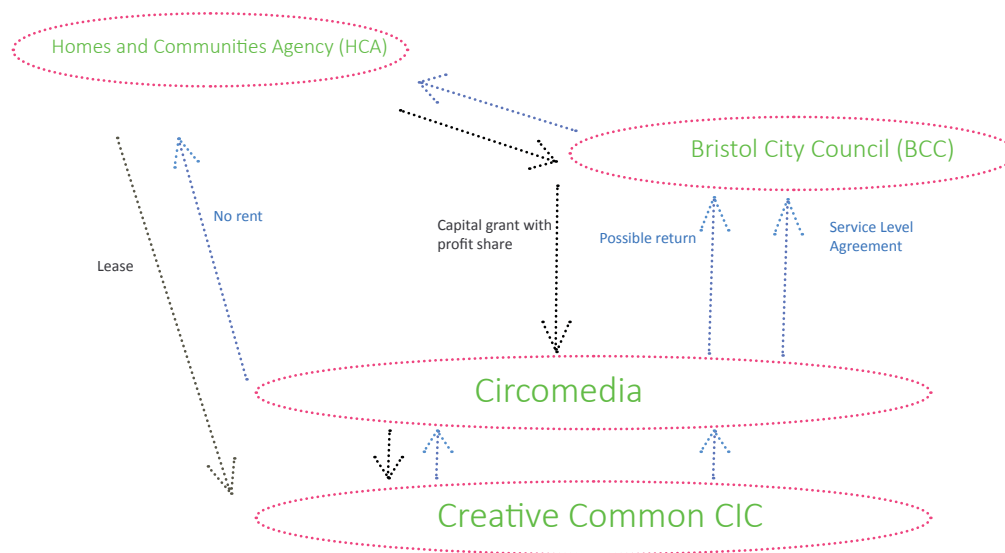 Homes and Communities Agency (HCA)
Bristol City Council (BCC)
No rent
Capital grant with
profit share
Possible return
Service Level
Agreement
Lease
Circomedia
Creative Common CIC